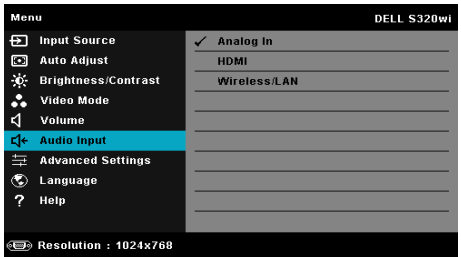 Menu DELL S320wi
Input Source
Auto Adjust
Brightness/Contrast
Video Mode
Volume
Audio Input
Advanced Settings
Language
? Help
✓ Analog In
HDMI
Wireless/LAN
Resolution : 1024x768